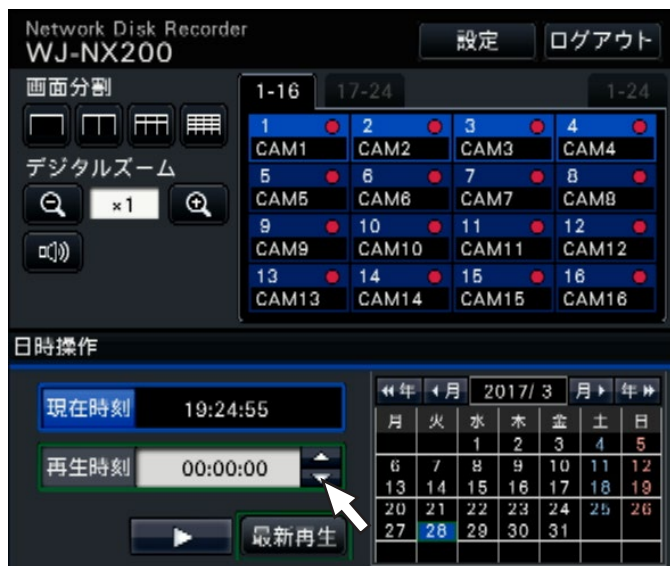 Network Disk Recorder
WJ-NX200
設定
ログアウト
画面分割
1-16 17-24 1-24
1 2 3 4
CAM1 CAM2 CAM3 CAM4
デジタルズーム
5 6 7 8
CAM5 CAM6 CAM7 CAM8
×1
9 10 11 12
CAM9 CAM10 CAM11 CAM12
13 14 15 16
CAM13 CAM14 CAM15 CAM16
日時操作
年 月 2017/ 3 月 年
現在時刻 19:24:55
月 火 水 木 金 土 日
1 2 3 4 5
再生時刻 00:00:00
6 7 8 9 10 11 12
13 14 15 16 17 18 19
20 21 22 23 24 25 26
最新再生
27 28 29 30 31